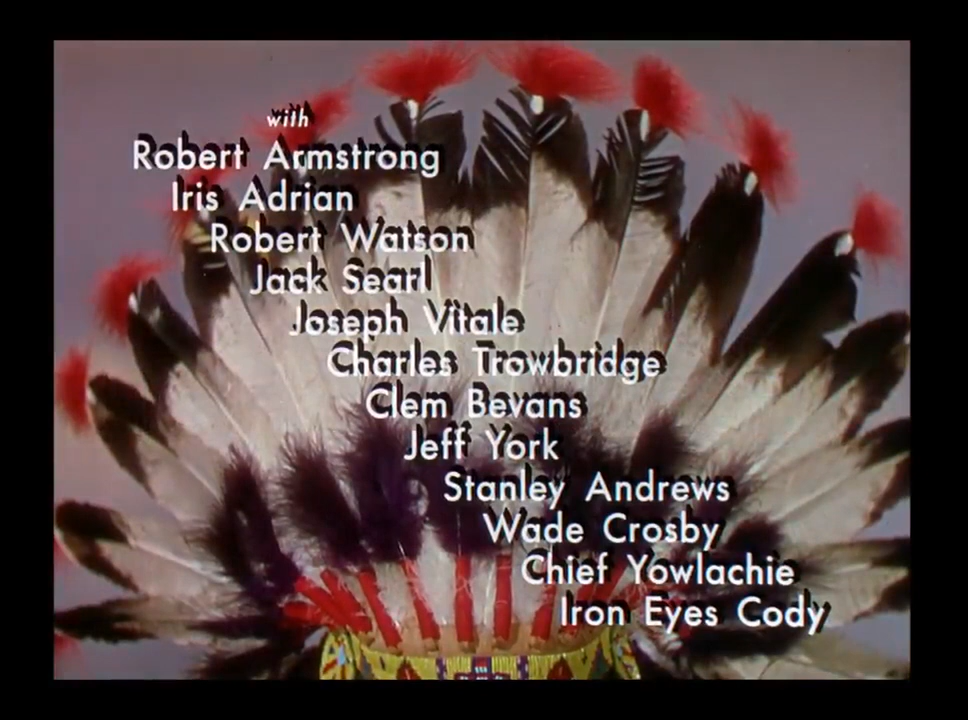 with
Robert Armstrong
Iris Adrian
Robert Watson
Jack Searl
Joseph Vitale
Charles Trowbridge
Clem Bevans
Jeff York
Stanley Andrews
Wade Crosby
Chief Yowlachie
Iron Eyes Cody